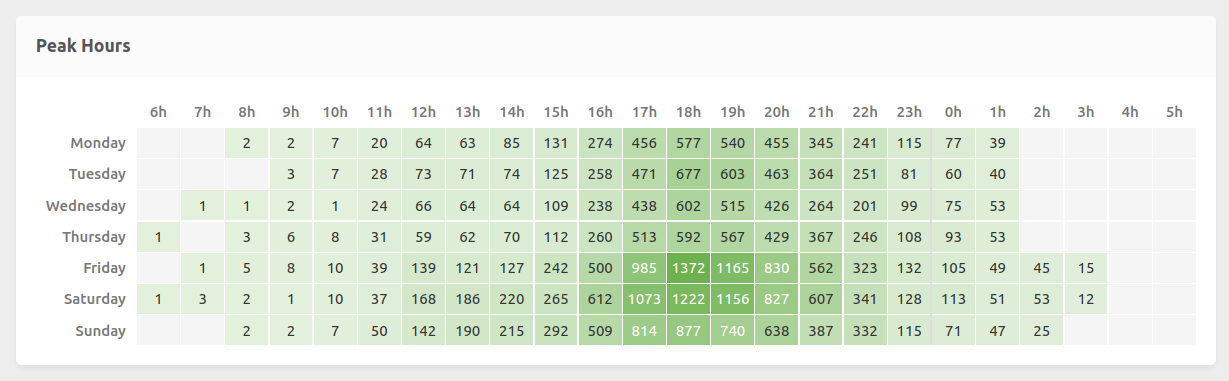 Peak Hours
6h 7h 8h 9h 10h 11h 12h 13h 14h 15h 16h 17h 18h 19h 20h 21h 22h 23h 0h 1h 2h 3h 4h 5h
Monday 2 2 7 20 64 63 85 131 274 456 577 540 455 345 241 115 77 39
Tuesday 3 7 28 73 71 74 125 258 471 677 603 463 364 251 81 60 40
Wednesday 1 1 2 1 24 66 64 64 109 238 438 602 515 426 264 201 99 75 53
Thursday 1 3 6 8 31 59 62 70 112 260 513 592 567 429 367 246 108 93 53
Friday 1 5 8 10 39 139 121 127 242 500 985 1372 1165 830 562 323 132 105 49 45 15
Saturday 1 3 2 1 10 37 168 186 220 265 612 1073 1222 1156 827 607 341 128 113 51 53 12
Sunday 2 2 7 50 142 190 215 292 509 814 877 740 638 387 332 115 71 47 25